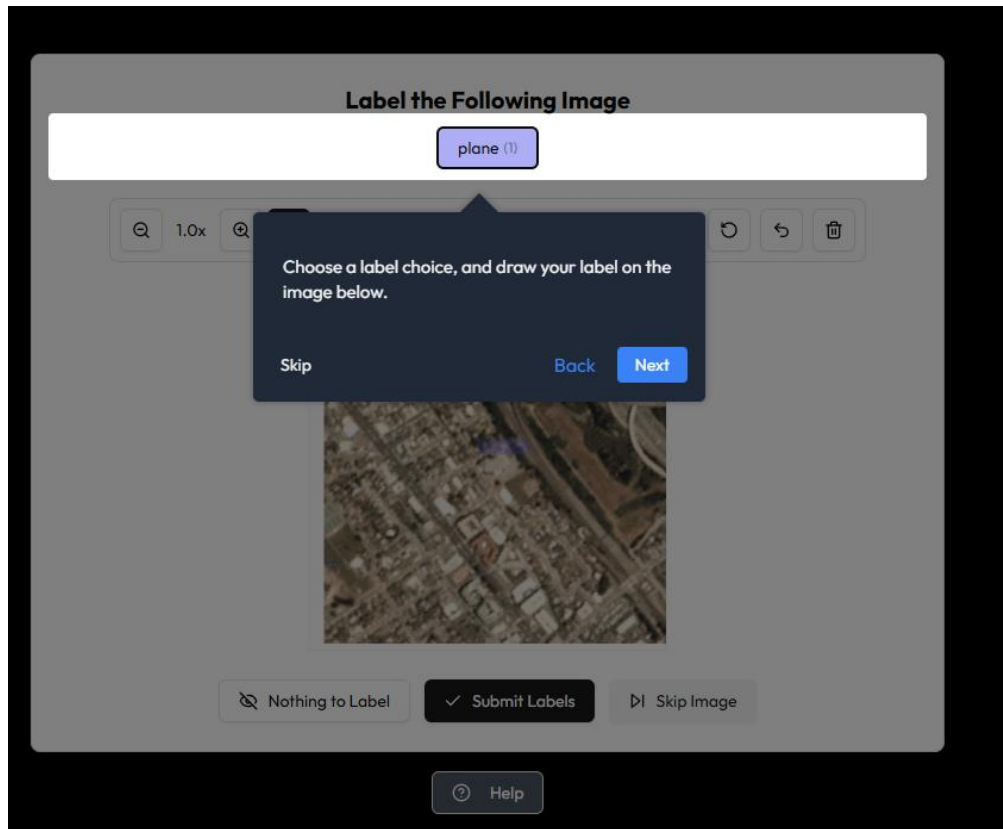 Label the Following Image
plane (1)
1.0x
Choose a label choice, and draw your label on the
image below.
Skip
Back
Next
Nothing to Label
Submit Labels
Skip Image
Help